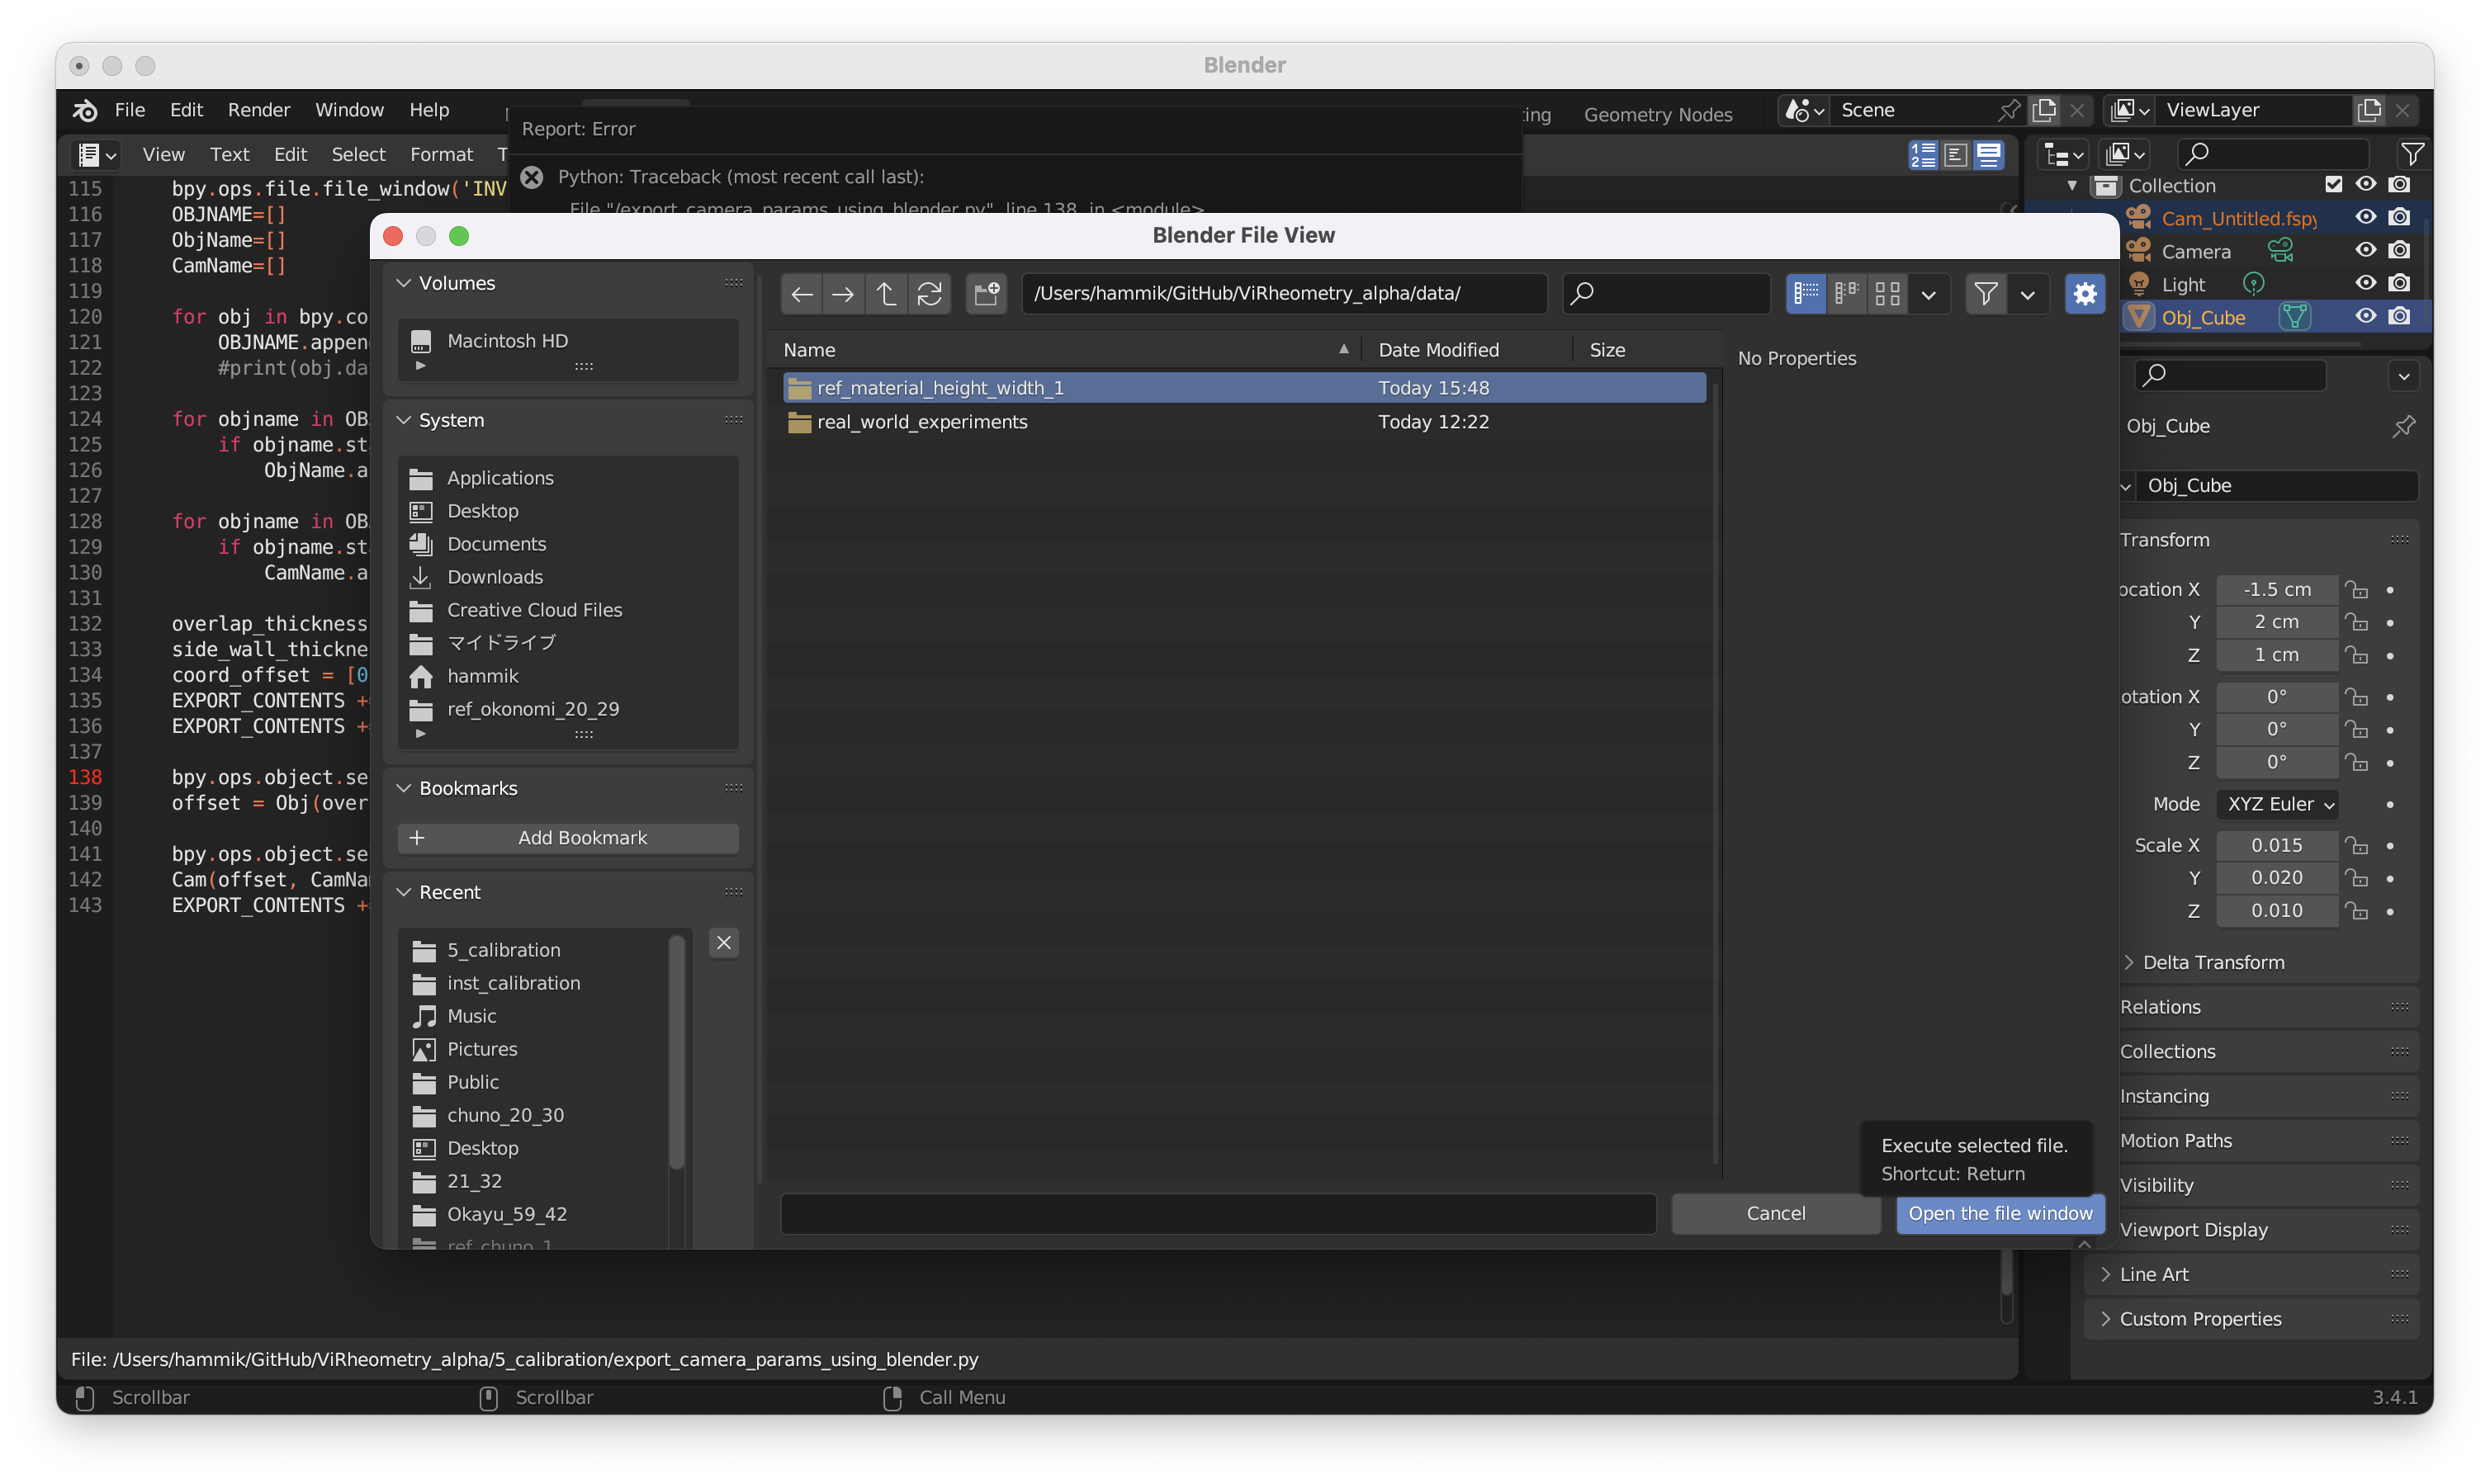 Blender
File Edit Render Window Help
Geometry Nodes
Scene
ViewLayer
Report: Error
View Text Edit Select Format T
Python: Traceback (most recent call last):
File "/export_camera_params_using_blender.py", line 138, in <module>
115 bpy.ops.file.file_window('INV
116 OBJNAME=[]
117 ObjName=[]
118 CamName=[]
119
120 for obj in bpy.co
121 OBJNAME.appen
122 #print(obj.da
123
124 for objname in OB
125 if objname.st
126 ObjName.a
127
128 for objname in OB
129 if objname.st
130 CamName.a
131
132 overlap_thickness
133 side_wall_thickne
134 coord_offset = [0
135 EXPORT_CONTENTS +
136 EXPORT_CONTENTS +
137
138 bpy.ops.object.se
139 offset = Obj(over
140
141 bpy.ops.object.se
142 Cam(offset, CamNa
143 EXPORT_CONTENTS +
Blender File View
Volumes
Macintosh HD
System
Applications
Desktop
Documents
Downloads
Creative Cloud Files
マイドライブ
hammik
ref_okonomi_20_29
Bookmarks
Add Bookmark
Recent
5_calibration
inst_calibration
Music
Pictures
Public
chuno_20_30
Desktop
21_32
Okayu_59_42
ref_chuno_1
/Users/hammik/GitHub/ViRheometry_alpha/data/
Name Date Modified Size
ref_material_height_width_1 Today 15:48
real_world_experiments Today 12:22
No Properties
Execute selected file.
Shortcut: Return
Cancel
Open the file window
Collection
Cam_Untitled.fspy
Camera
Light
Obj_Cube
Obj_Cube
Obj_Cube
Transform
ocation X -1.5 cm
Y 2 cm
Z 1 cm
otation X 0°
Y 0°
Z 0°
Mode XYZ Euler
Scale X 0.015
Y 0.020
Z 0.010
Delta Transform
Relations
Collections
Instancing
Motion Paths
Visibility
Viewport Display
Line Art
Custom Properties
File: /Users/hammik/GitHub/ViRheometry_alpha/5_calibration/export_camera_params_using_blender.py
Scrollbar
Scrollbar
Call Menu
3.4.1